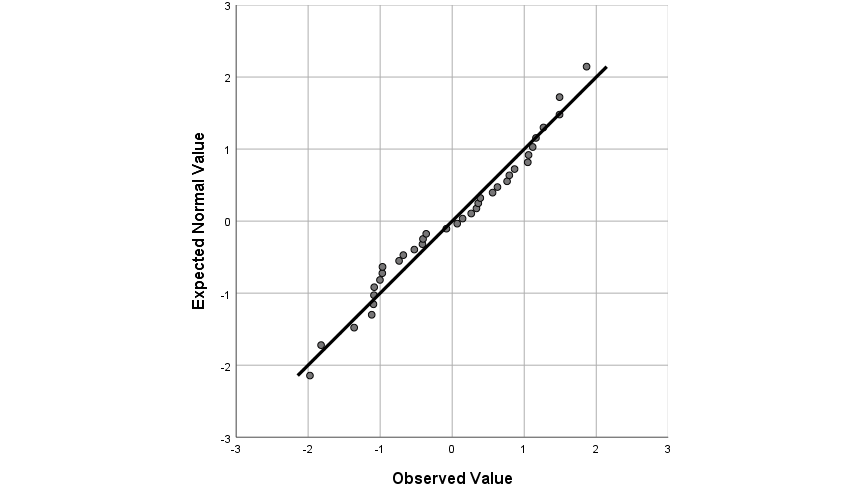 3
2
1
0
-1
-2
-3
-3 -2 -1 0 1 2 3
Expected Normal Value
Observed Value